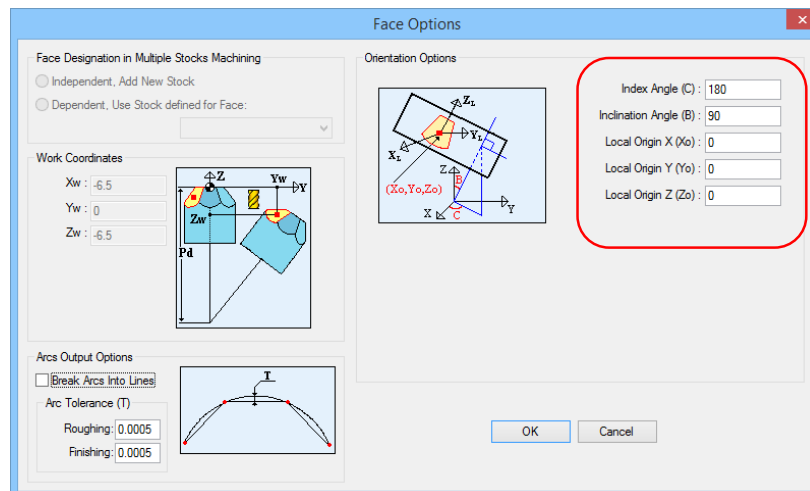 Face Options
Face Designation in Multiple Stocks Machining
Independent, Add New Stock
Dependent, Use Stock defined for Face:
Work Coordinates
Xw : -6.5
Yw : 0
Zw : -6.5
Z
Yw
Y
Zw
Pd
Arcs Output Options
Break Arcs Into Lines
Arc Tolerance (T)
Roughing: 0.0005
Finishing: 0.0005
T
Orientation Options
ZL
YL
XL
(Xo,Yo,Zo)
Z
B
X
C
Y
Index Angle (C) : 180
Inclination Angle (B) : 90
Local Origin X (Xo) : 0
Local Origin Y (Yo) : 0
Local Origin Z (Zo) : 0
OK
Cancel